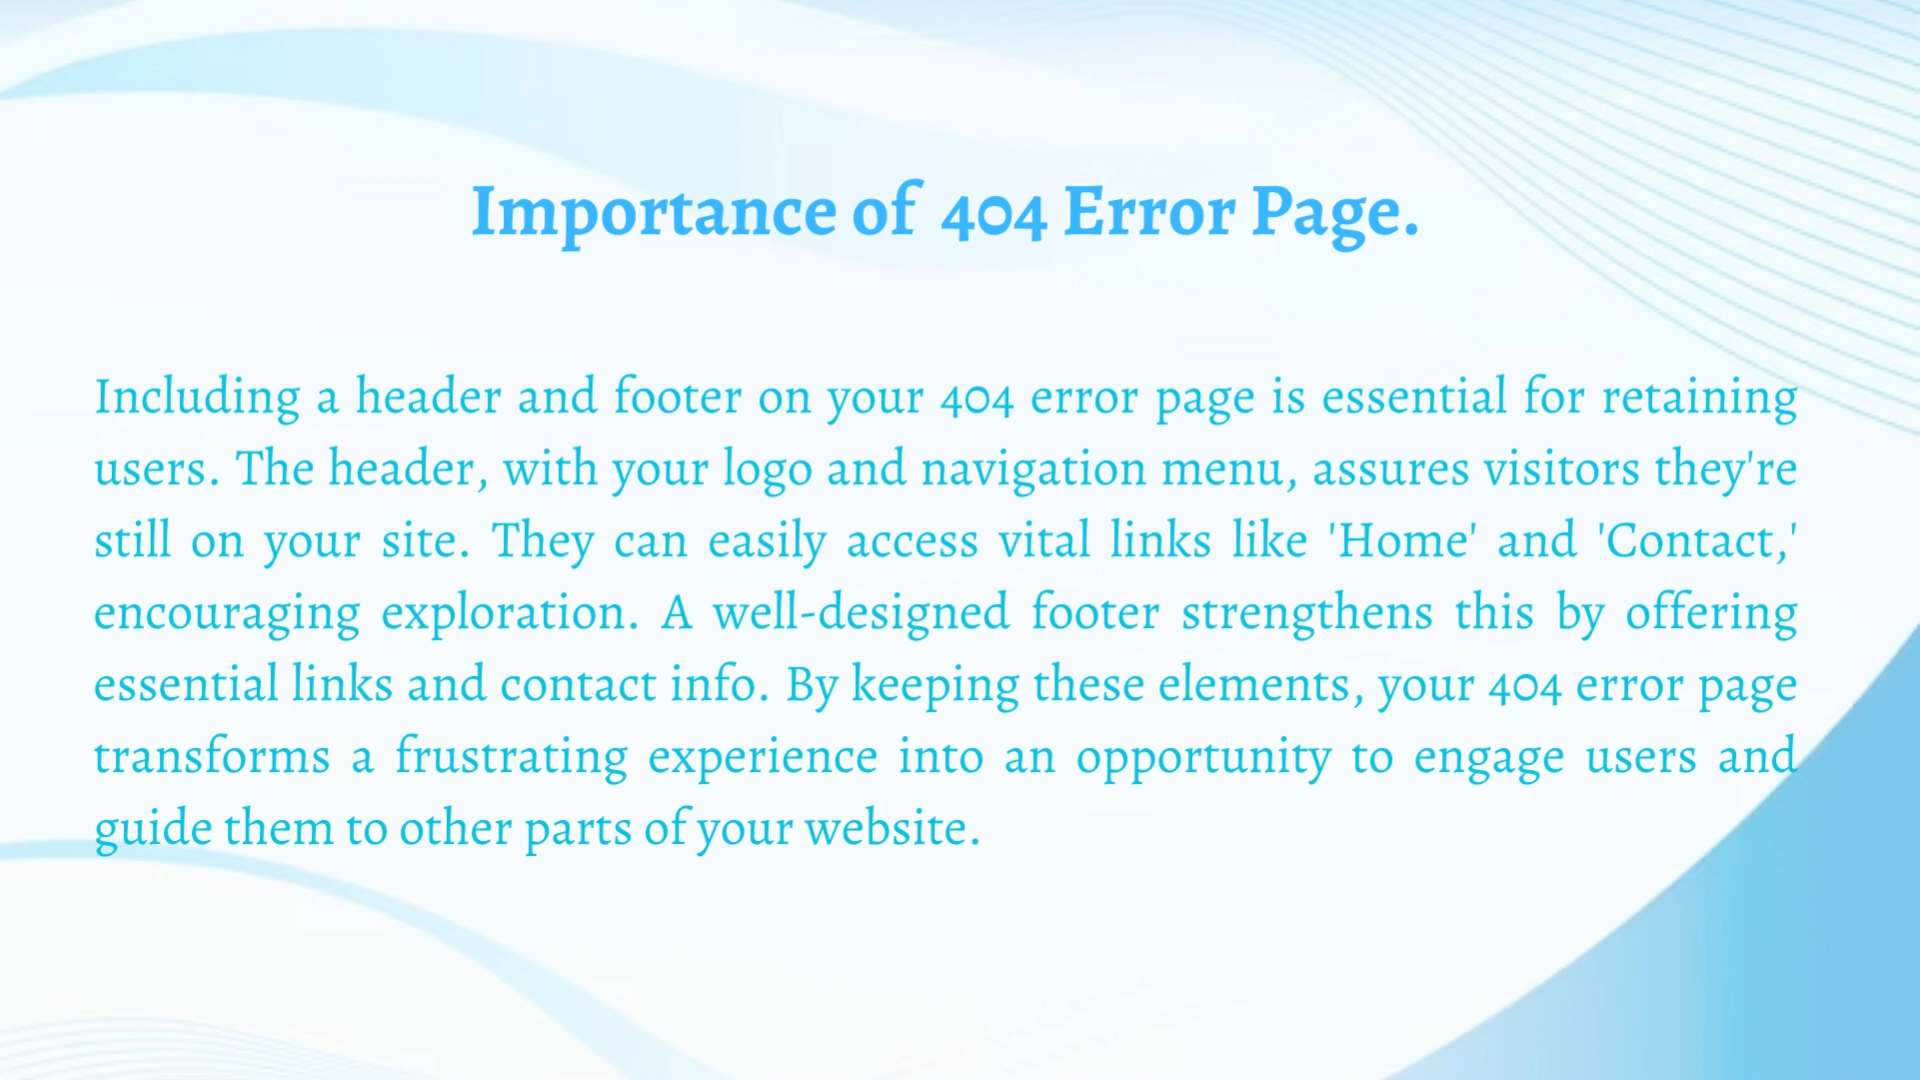 Importance of 404 Error Page.
Including a header and footer on your 404 error page is essential for retaining
users. The header, with your logo and navigation menu, assures visitors they're
still on your site. They can easily access vital links like 'Home' and 'Contact,'
encouraging exploration. A well-designed footer strengthens this by offering
essential links and contact info. By keeping these elements, your 404 error page
transforms a frustrating experience into an opportunity to engage users and
guide them to other parts of your website.